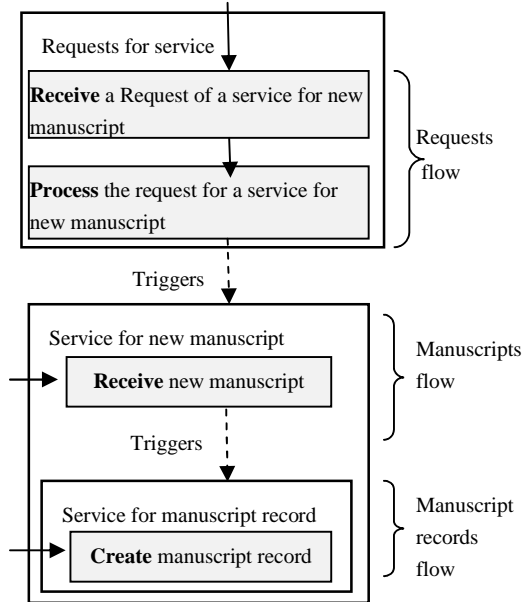 Requests for service
Receive a Request of a service for new
manuscript
Requests
flow
Process the request for a service for
new manuscript
Triggers
Service for new manuscript
Manuscripts
flow
Receive new manuscript
Triggers
Service for manuscript record
Manuscript
records
flow
Create manuscript record